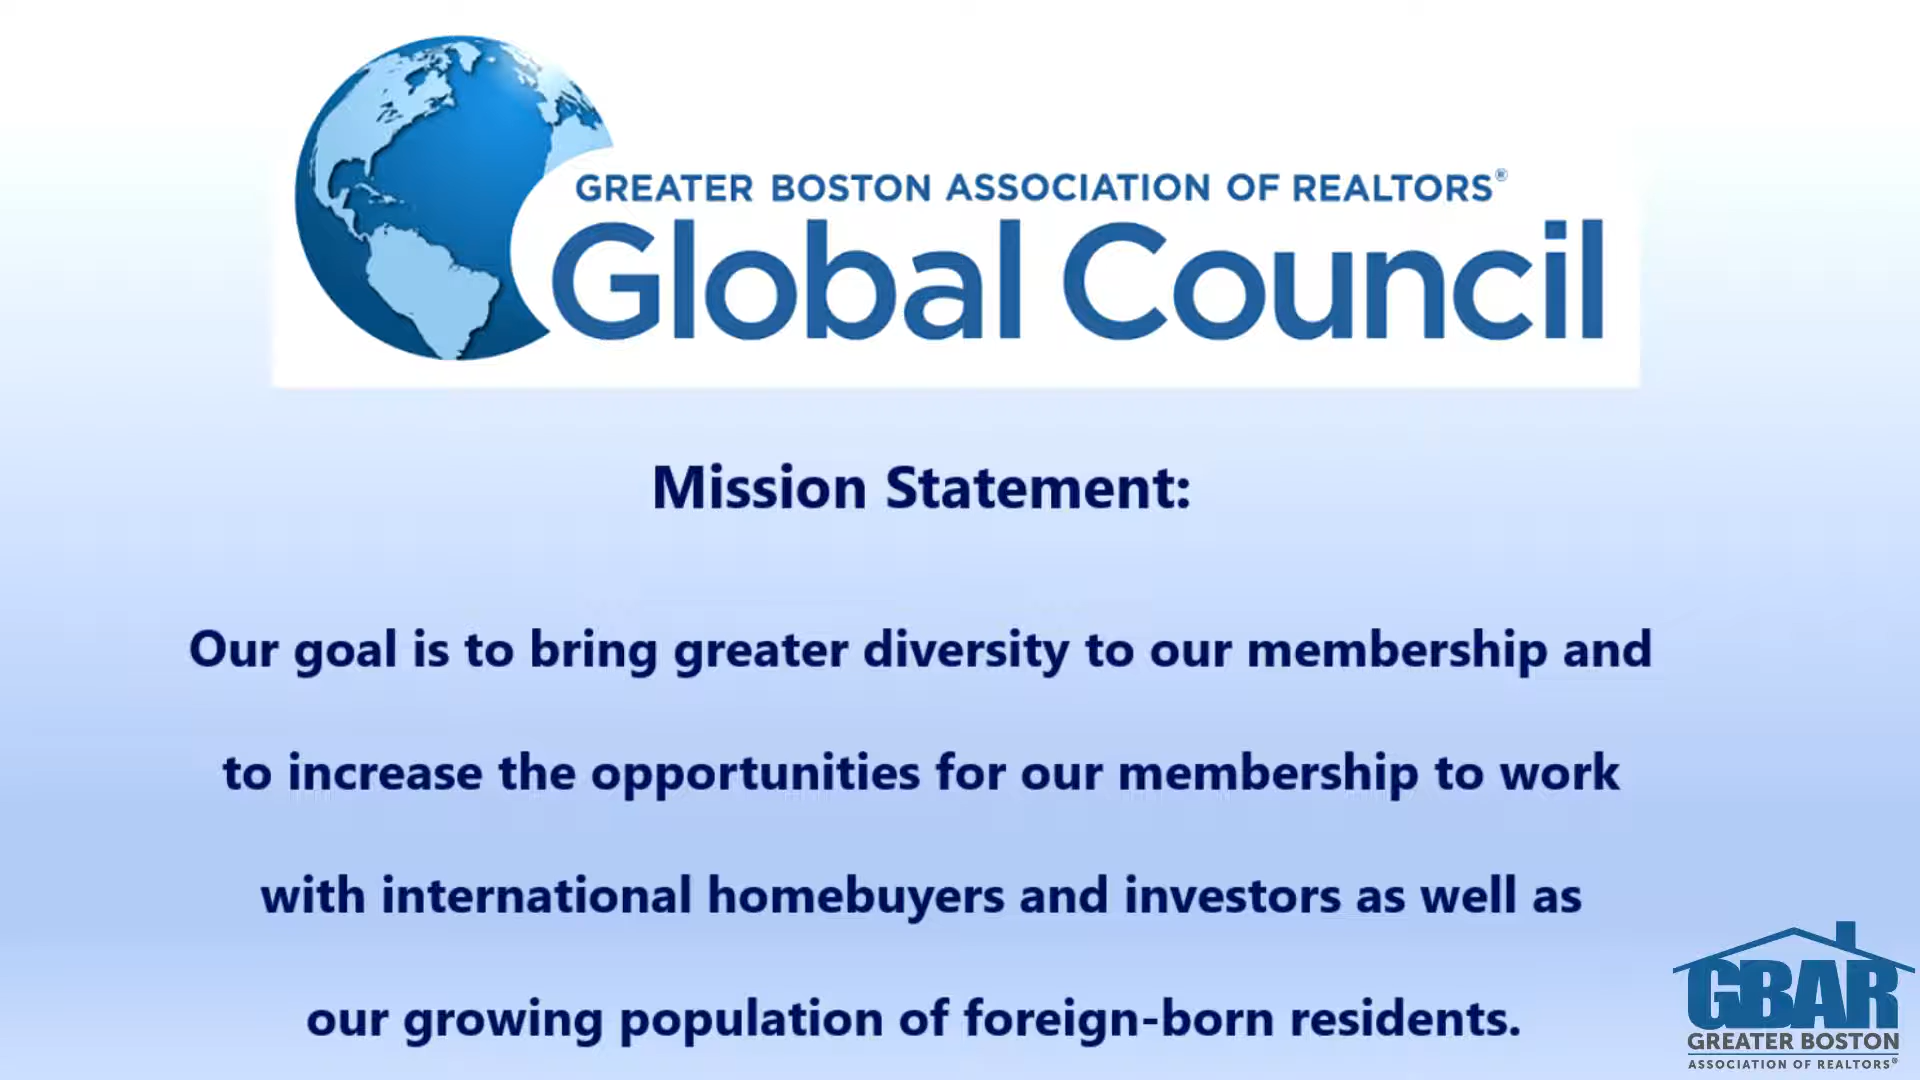 GREATER BOSTON ASSOCIATION OF REALTORS®
Global Council
Mission Statement:
Our goal is to bring greater diversity to our membership and
to increase the opportunities for our membership to work
with international homebuyers and investors as well as
our growing population of foreign-born residents.
GBAR
GREATER BOSTON
ASSOCIATION OF REALTORS®